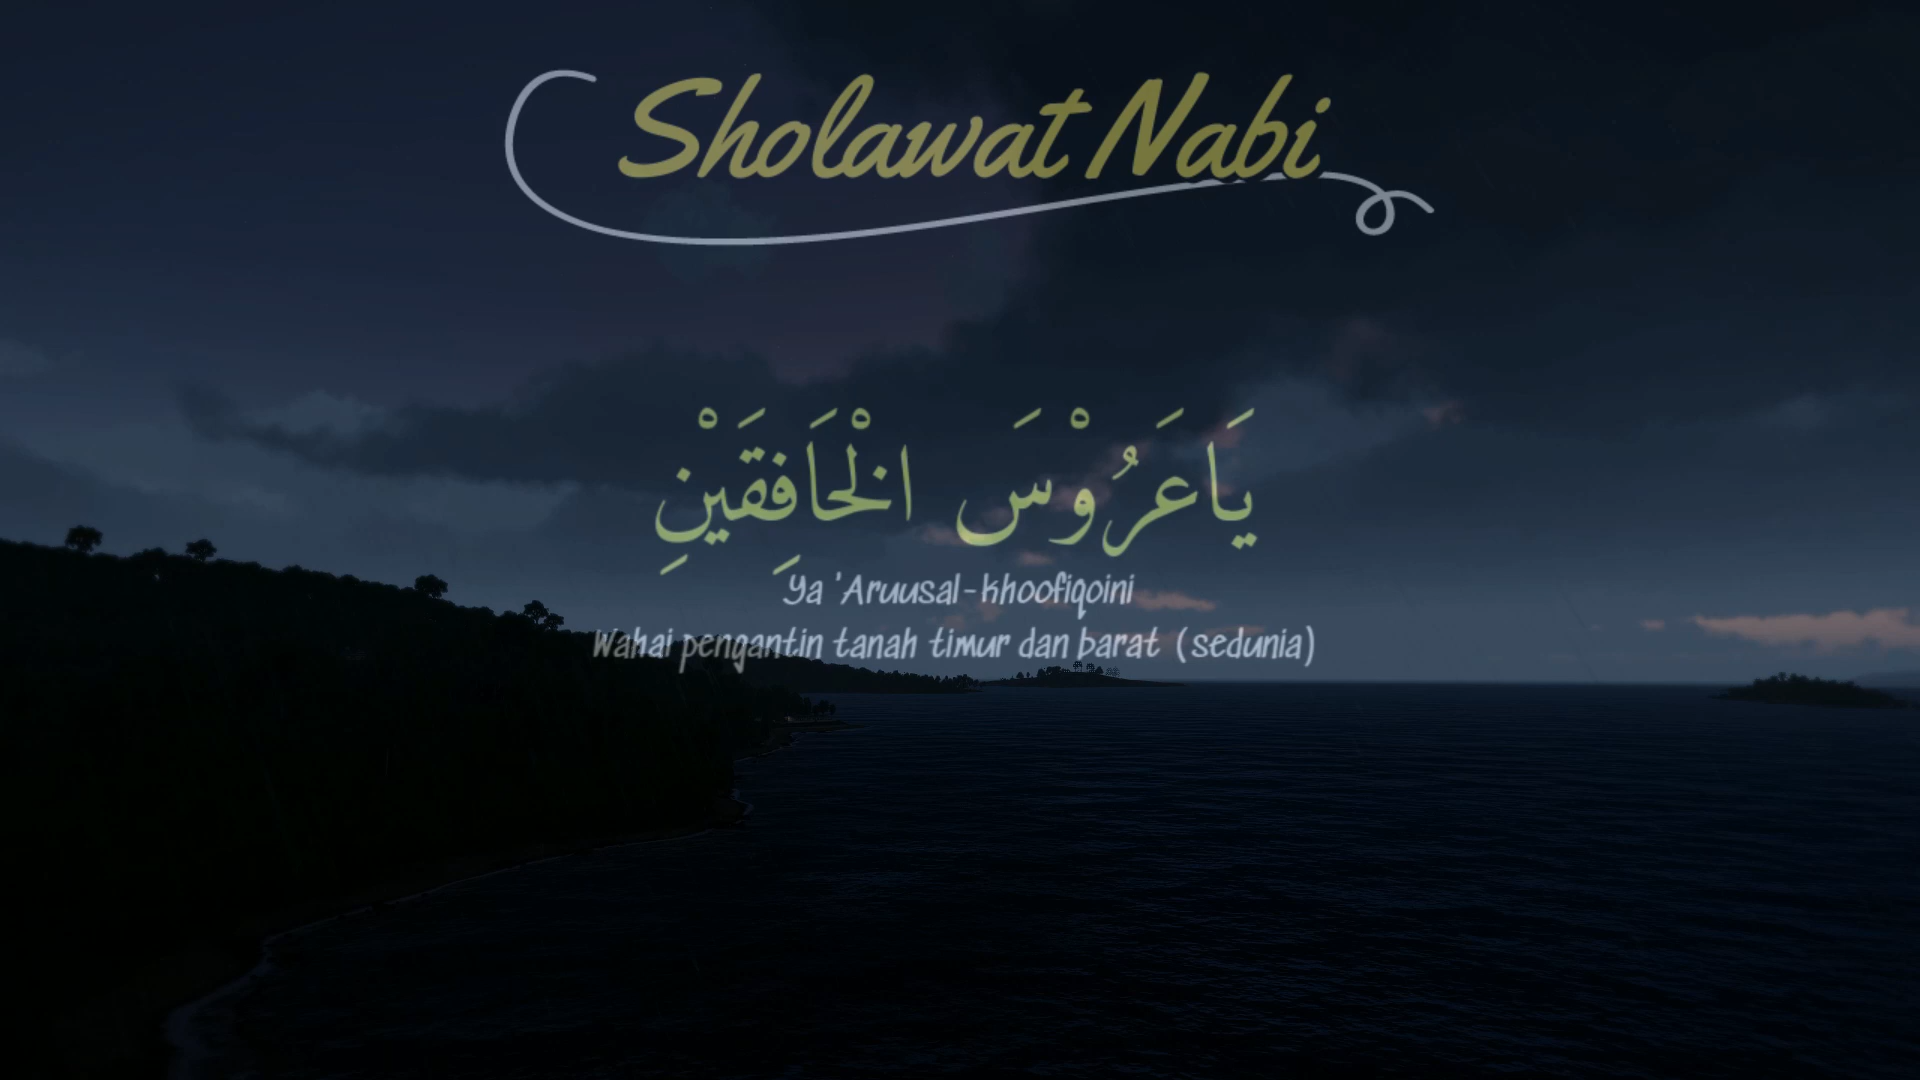 Sholawat Nabi
يَاعَرُوْسَ الْخَافِقَيْنِ
Ya 'Aruusal-khoofiqoini
Wahai pengantin tanah timur dan barat (sedunia)